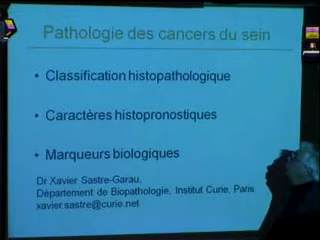 Pathologie des cancers du sein
• Classification histopathologique
• Caractères histopronostiques
• Marqueurs biologiques
Dr Xavier Sastre-Garau,
Département de Biopathologie, Institut Curie, Paris
xavier.sastre@curie.net